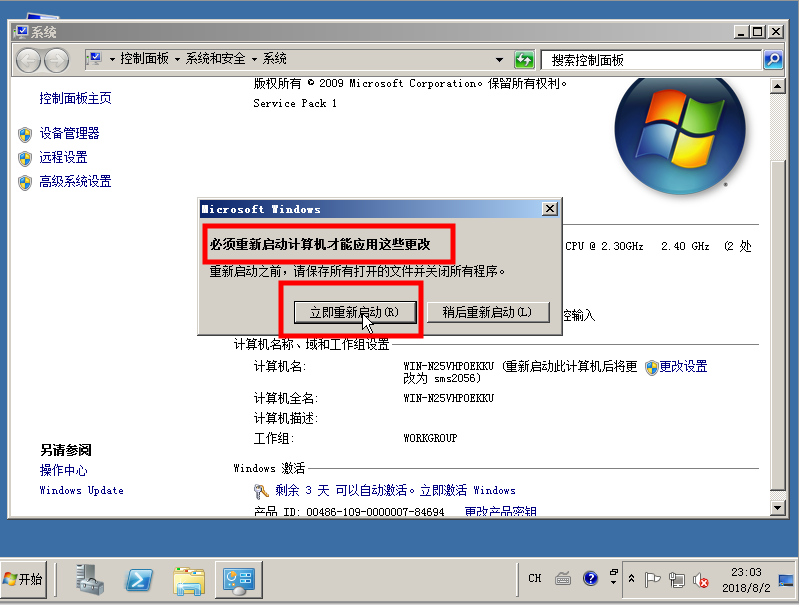 系统
控制面板 系统和安全 系统
搜索控制面板
控制面板主页
设备管理器
远程设置
高级系统设置
版权所有 © 2009 Microsoft Corporation。保留所有权利。
Service Pack 1
Microsoft Windows
必须重新启动计算机才能应用这些更改
重新启动之前，请保存所有打开的文件并关闭所有程序。
立即重新启动(R) 稍后重新启动(L)
CPU @ 2.30GHz 2.40 GHz (2 处
控输入
计算机名称、域和工作组设置
计算机名: WIN-N25VHPOEKKU (重新启动此计算机后将更 更改设置
改为 sms2056)
计算机全名: WIN-N25VHPOEKKU
计算机描述:
工作组: WORKGROUP
Windows 激活
剩余 3 天 可以自动激活。立即激活 Windows
产品 ID: 00486-109-0000007-84694 更改产品密钥
另请参阅
操作中心
Windows Update
开始
CH
23:03
2018/8/2